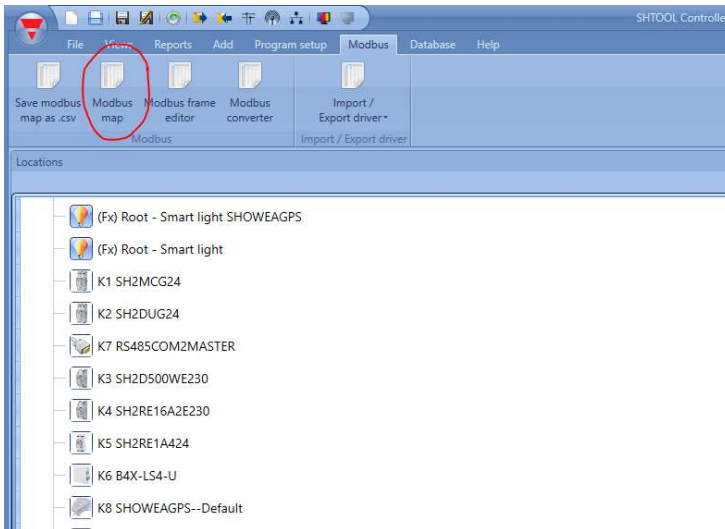 SHTOOL Controlle
File Views Reports Add Program setup Modbus Database Help
Save modbus map as .csv
Modbus map
Modbus frame editor
Modbus converter
Import / Export driver
Modbus
Import / Export driver
Locations
(Fx) Root - Smart light SHOWEAGPS
(Fx) Root - Smart light
K1 SH2MCG24
K2 SH2DUG24
K7 RS485COM2MASTER
K3 SH2D500WE230
K4 SH2RE16A2E230
K5 SH2RE1A424
K6 B4X-LS4-U
K8 SHOWEAGPS--Default